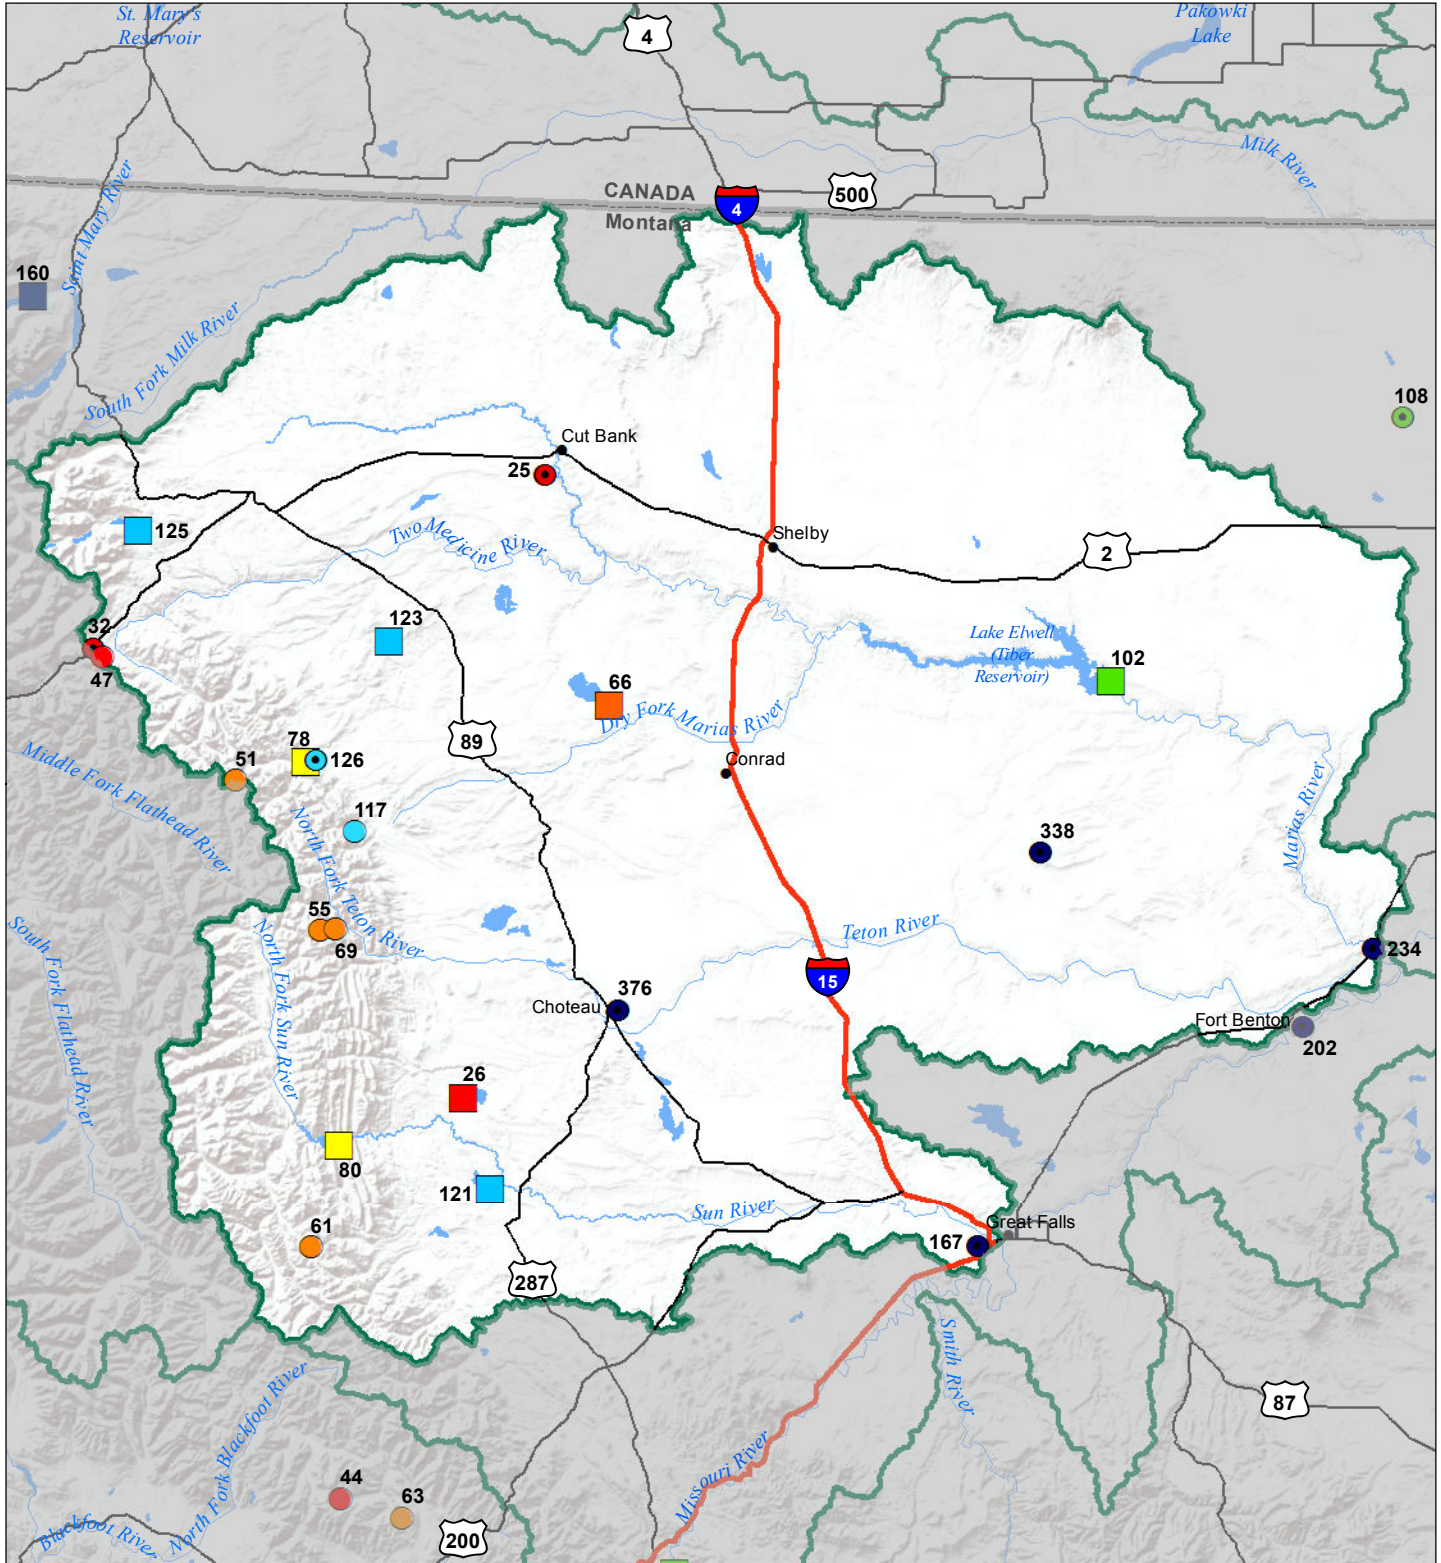 St. Mary's
Reservoir
4
Pakowki
Lake
Milk River
Saint Mary River
CANADA
Montana
4
500
160
South Fork Milk River
108
Cut Bank
25
125
Two Medicine River
Shelby
2
32
47
123
Lake Elwell
(Tiber
Reservoir)
102
66
Dry Fork Marias River
89
78
126
51
Conrad
Middle Fork Flathead River
117
North Fork Teton River
338
Marias River
55
69
South Fork Flathead River
North Fork Sun River
Teton River
234
15
376
Choteau
Fort Benton
202
26
80
121
Sun River
61
167
Great Falls
287
Smith River
87
North Fork Blackfoot River
Missouri River
44
63
Blackfoot River
200